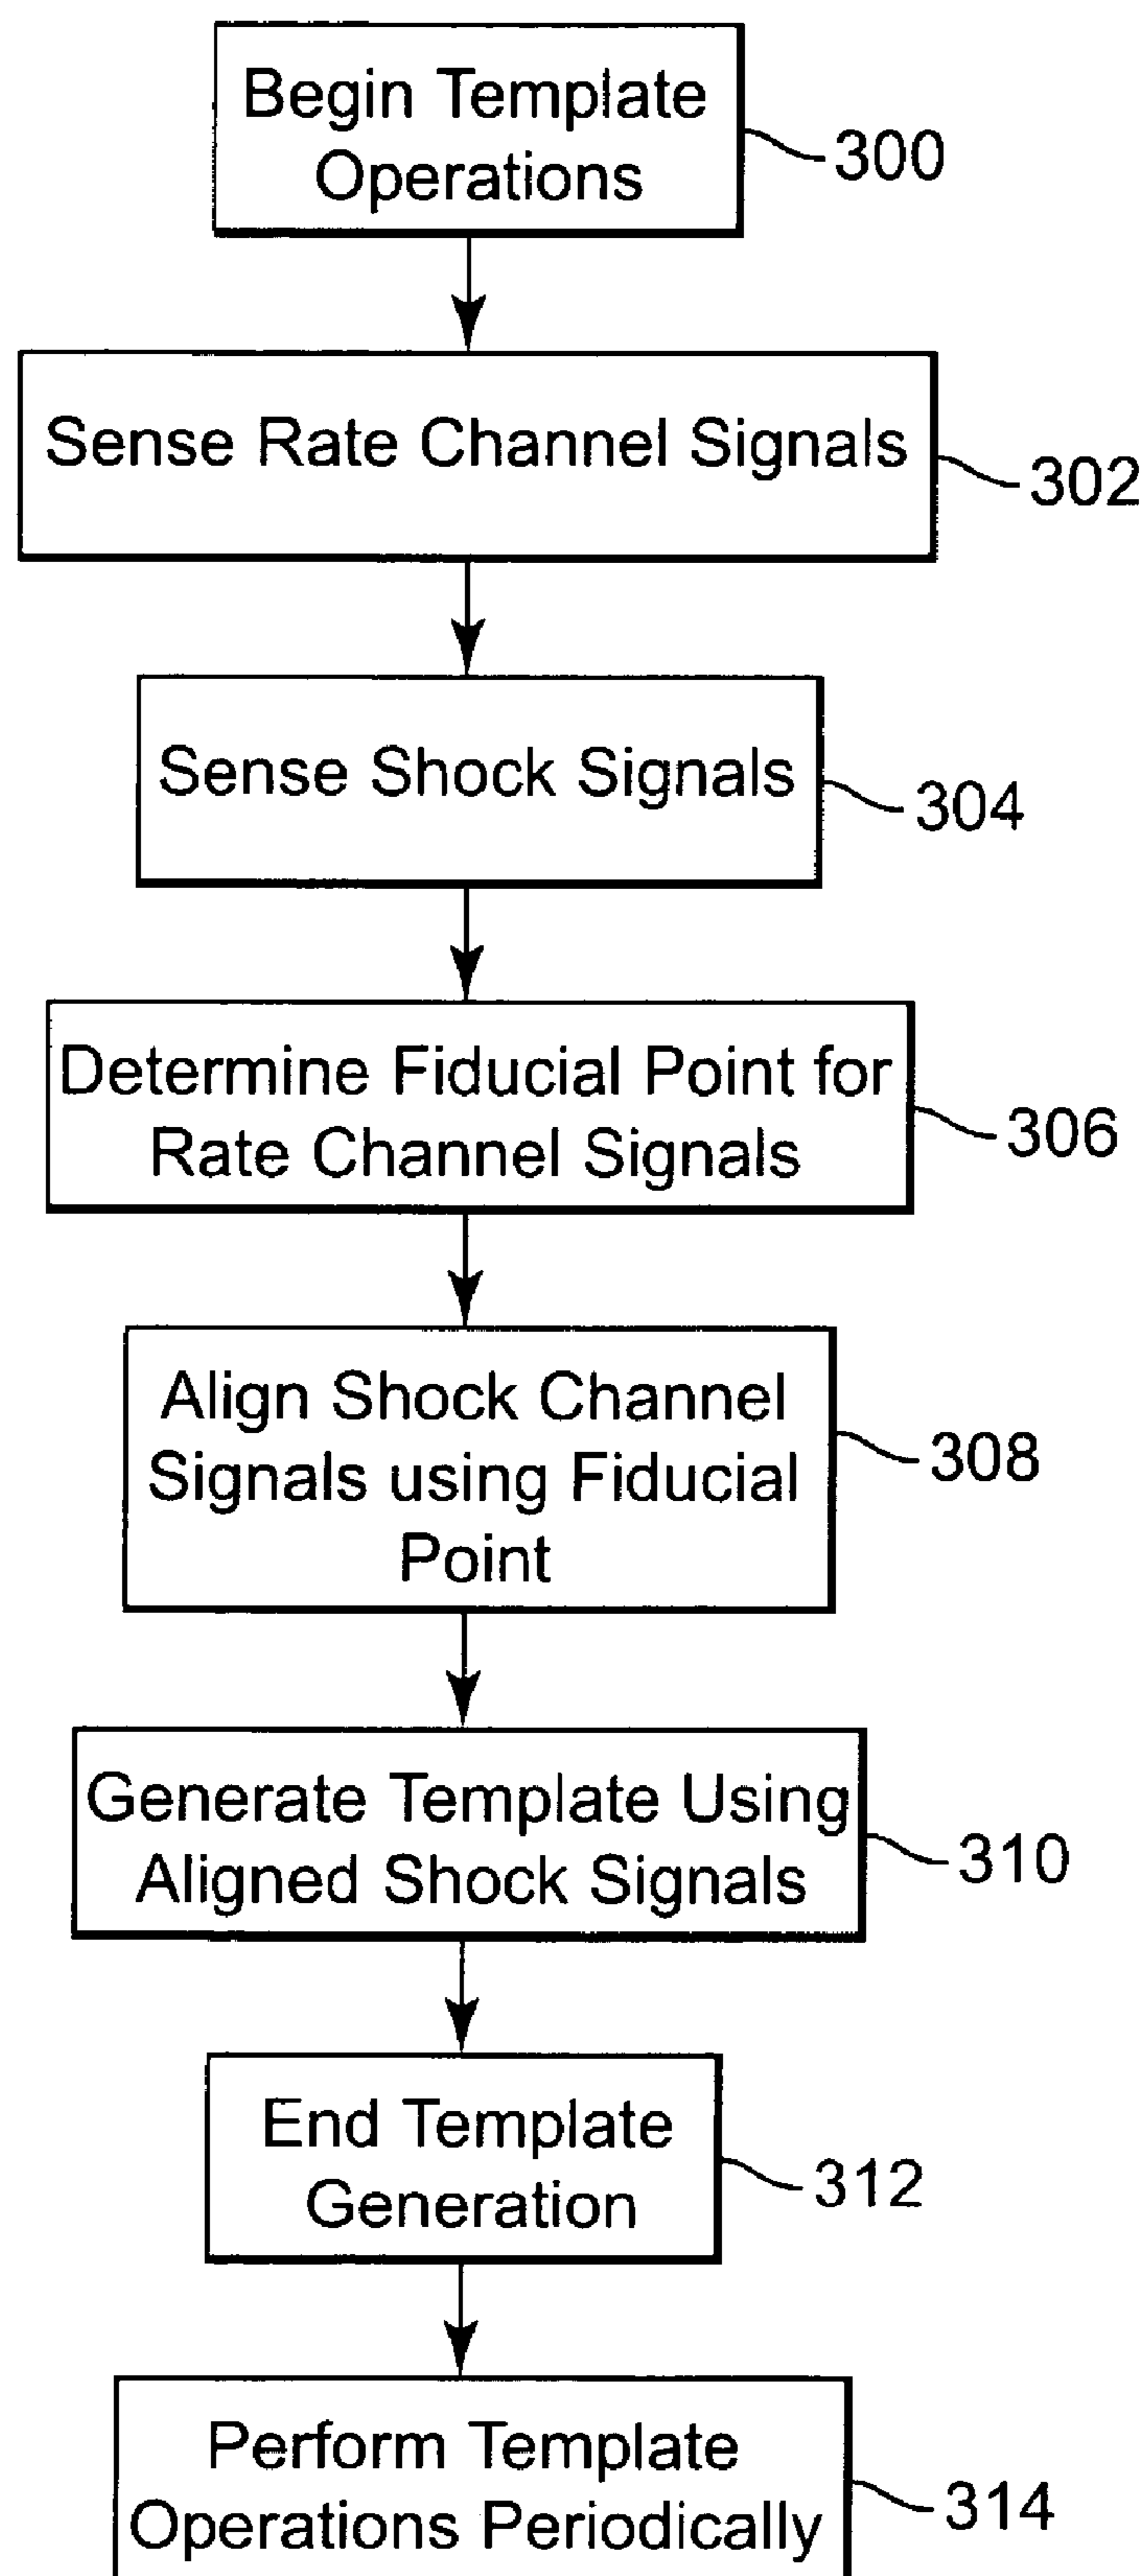 Begin Template
Operations
300
Sense Rate Channel Signals
302
Sense Shock Signals
304
Determine Fiducial Point for
Rate Channel Signals
306
Align Shock Channel
Signals using Fiducial
Point
308
Generate Template Using
Aligned Shock Signals
310
End Template
Generation
312
Perform Template
Operations Periodically
314